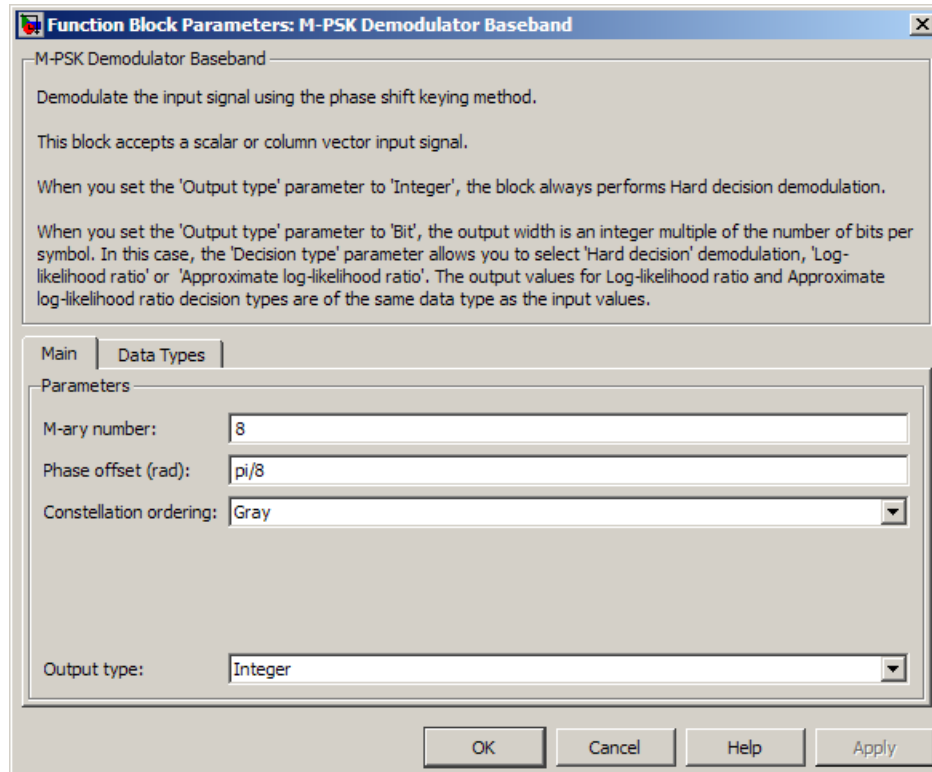 Function Block Parameters: M-PSK Demodulator Baseband
M-PSK Demodulator Baseband
Demodulate the input signal using the phase shift keying method.
This block accepts a scalar or column vector input signal.
When you set the 'Output type' parameter to 'Integer', the block always performs Hard decision demodulation.
When you set the 'Output type' parameter to 'Bit', the output width is an integer multiple of the number of bits per
symbol. In this case, the 'Decision type' parameter allows you to select 'Hard decision' demodulation, 'Log-
likelihood ratio' or 'Approximate log-likelihood ratio'. The output values for Log-likelihood ratio and Approximate
log-likelihood ratio decision types are of the same data type as the input values.
Main Data Types
Parameters
M-ary number: 8
Phase offset (rad): pi/8
Constellation ordering: Gray
Output type: Integer
OK Cancel Help Apply